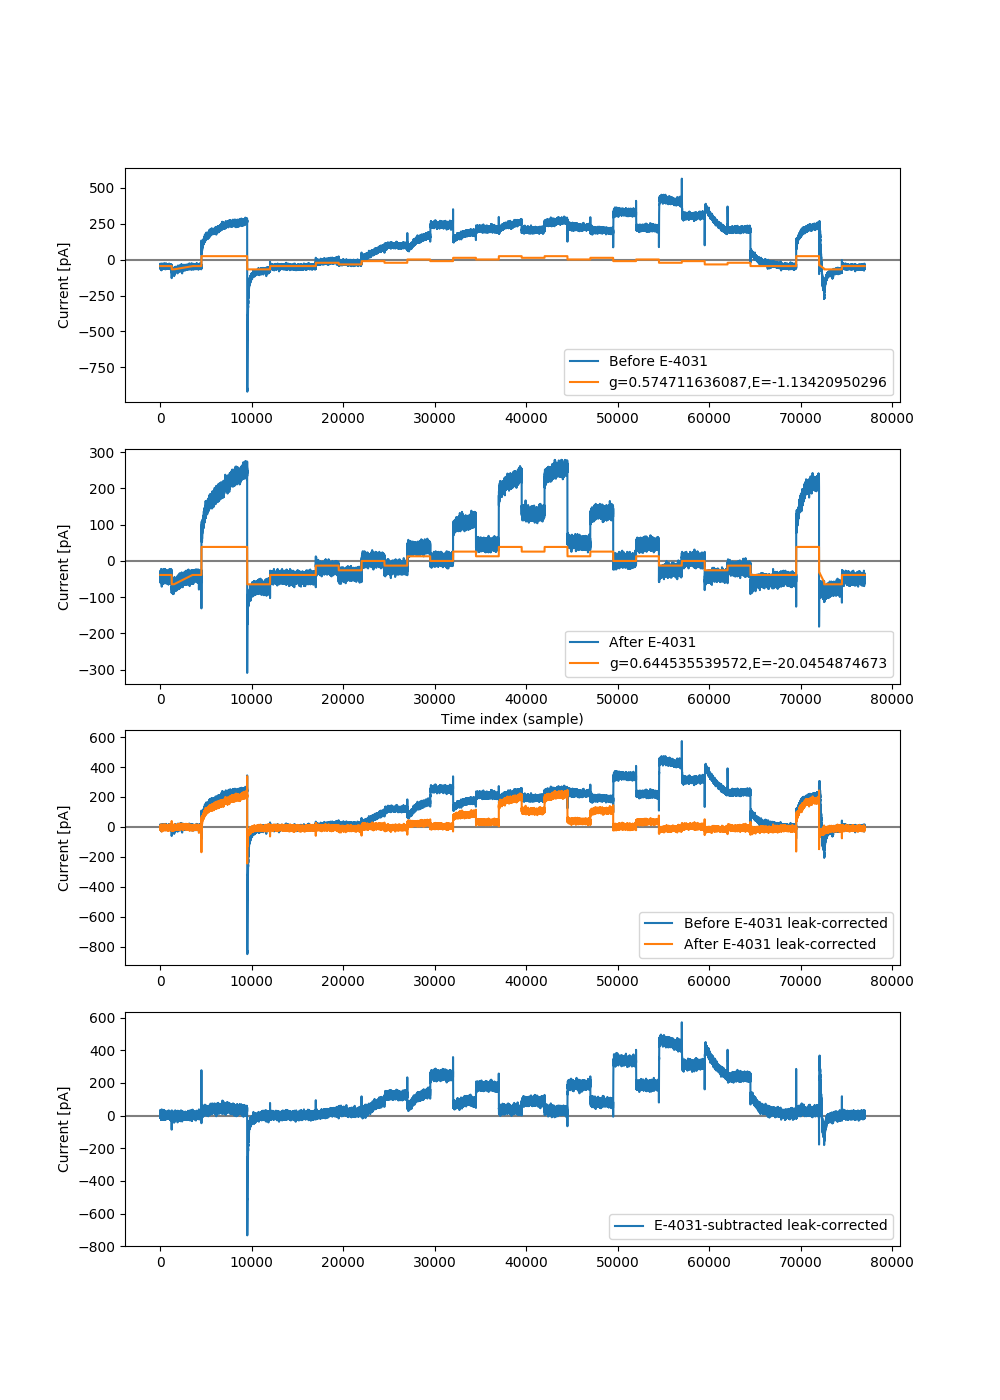 500
250
0
−250
−500
−750
Current [pA]
Before E-4031
g=0.574711636087,E=-1.13420950296
0 10000 20000 30000 40000 50000 60000 70000 80000
300
200
100
0
−100
−200
−300
Current [pA]
After E-4031
g=0.644535539572,E=-20.0454874673
0 10000 20000 30000 40000 50000 60000 70000 80000
Time index (sample)
600
400
200
0
−200
−400
−600
−800
Current [pA]
Before E-4031 leak-corrected
After E-4031 leak-corrected
0 10000 20000 30000 40000 50000 60000 70000 80000
600
400
200
0
−200
−400
−600
−800
Current [pA]
E-4031-subtracted leak-corrected
0 10000 20000 30000 40000 50000 60000 70000 80000